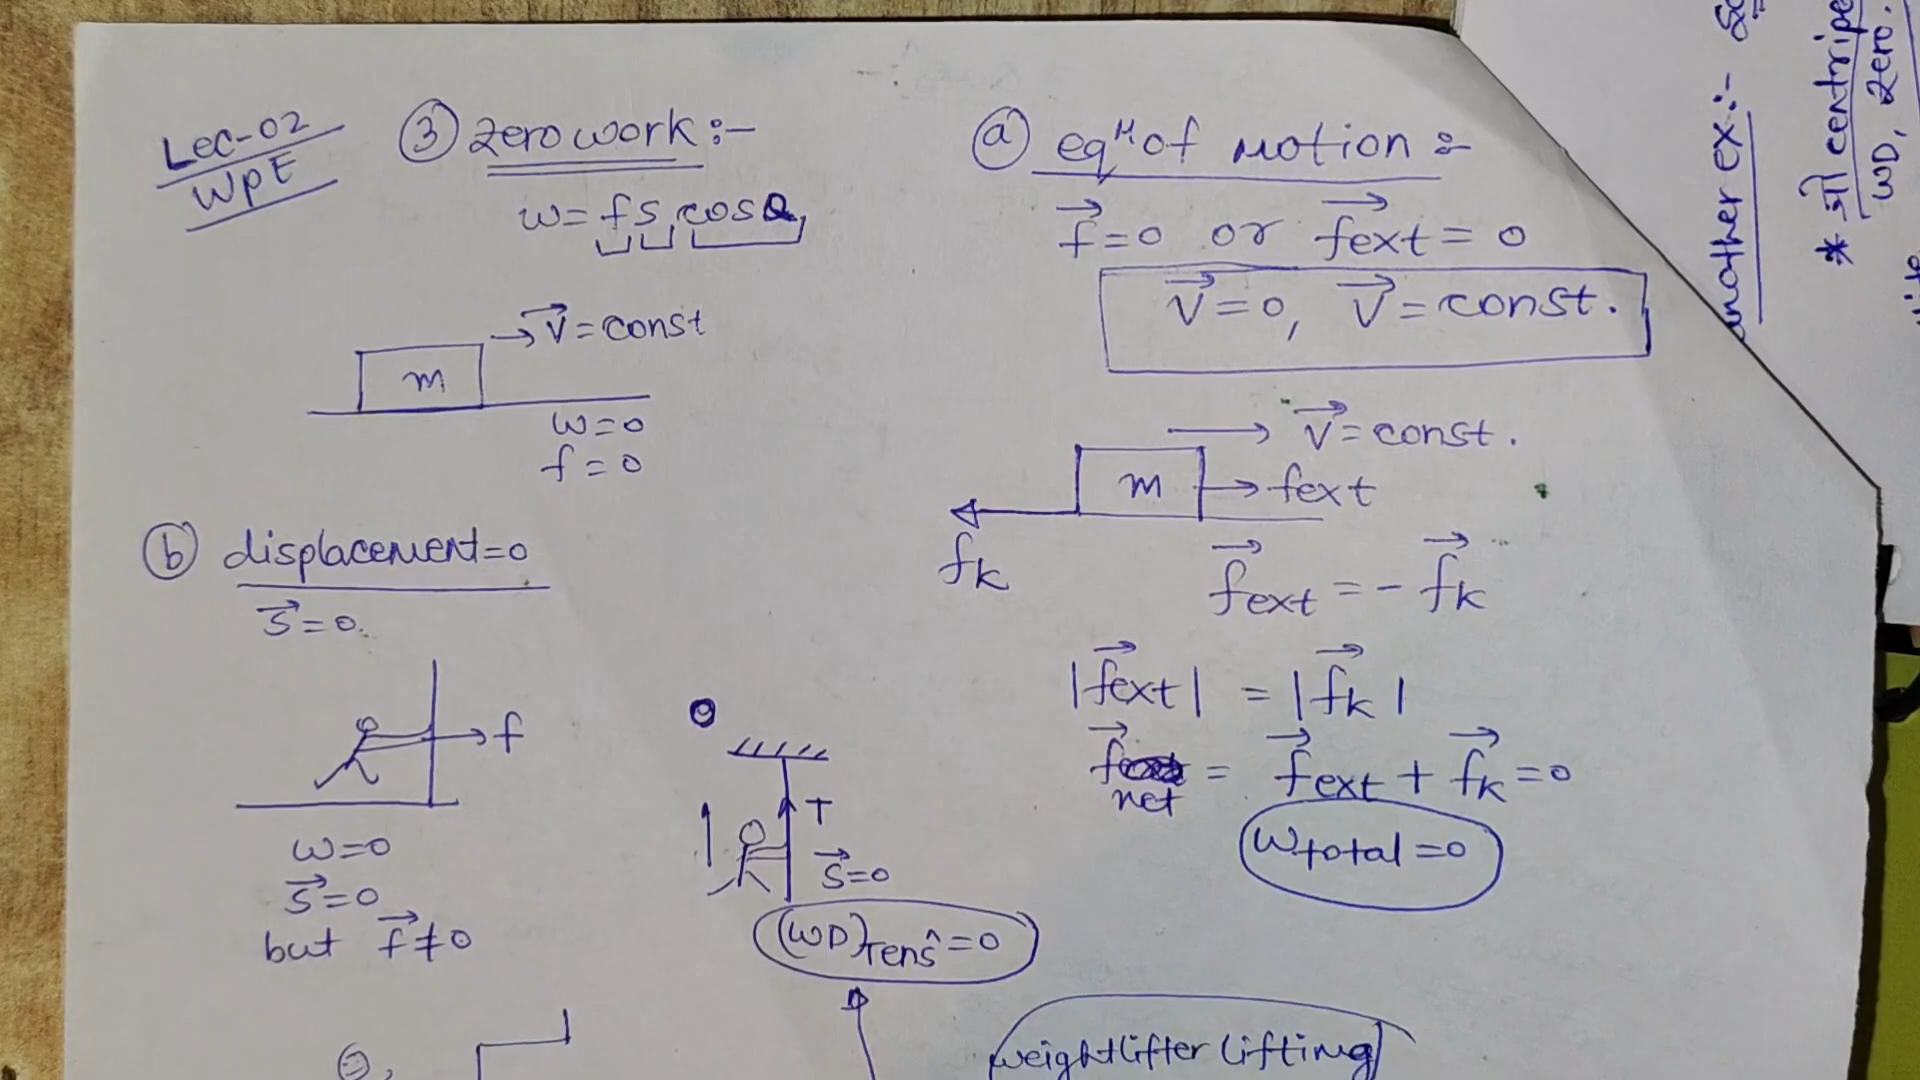 Lec-02
WPE
③ zero work :-
w = fs cosθ
→ v⃗ = const
m
w = 0
f = 0
ⓐ eqⁿ of motion :-
f⃗ = 0 or f⃗ext = 0
v⃗ = 0, v⃗ = const.
→ v⃗ = const.
m → fext
fk
f⃗ext = - f⃗k
|f⃗ext| = |f⃗k|
f⃗net = f⃗ext + f⃗k = 0
Wtotal = 0
ⓑ displacement = 0
s⃗ = 0.
f
w = 0
s⃗ = 0
but f⃗ ≠ 0
T
s⃗ = 0
(WD)Tensⁿ = 0
weightlifter lifting
another ex :-
* जो centripe
WD, zero.